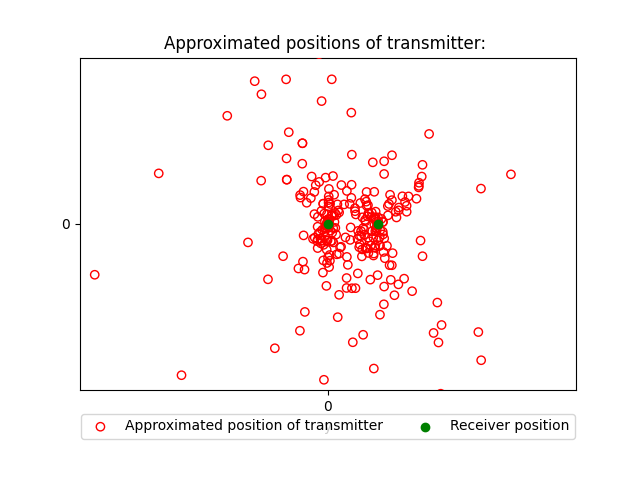 Approximated positions of transmitter:
0
0
Approximated position of transmitter
Receiver position